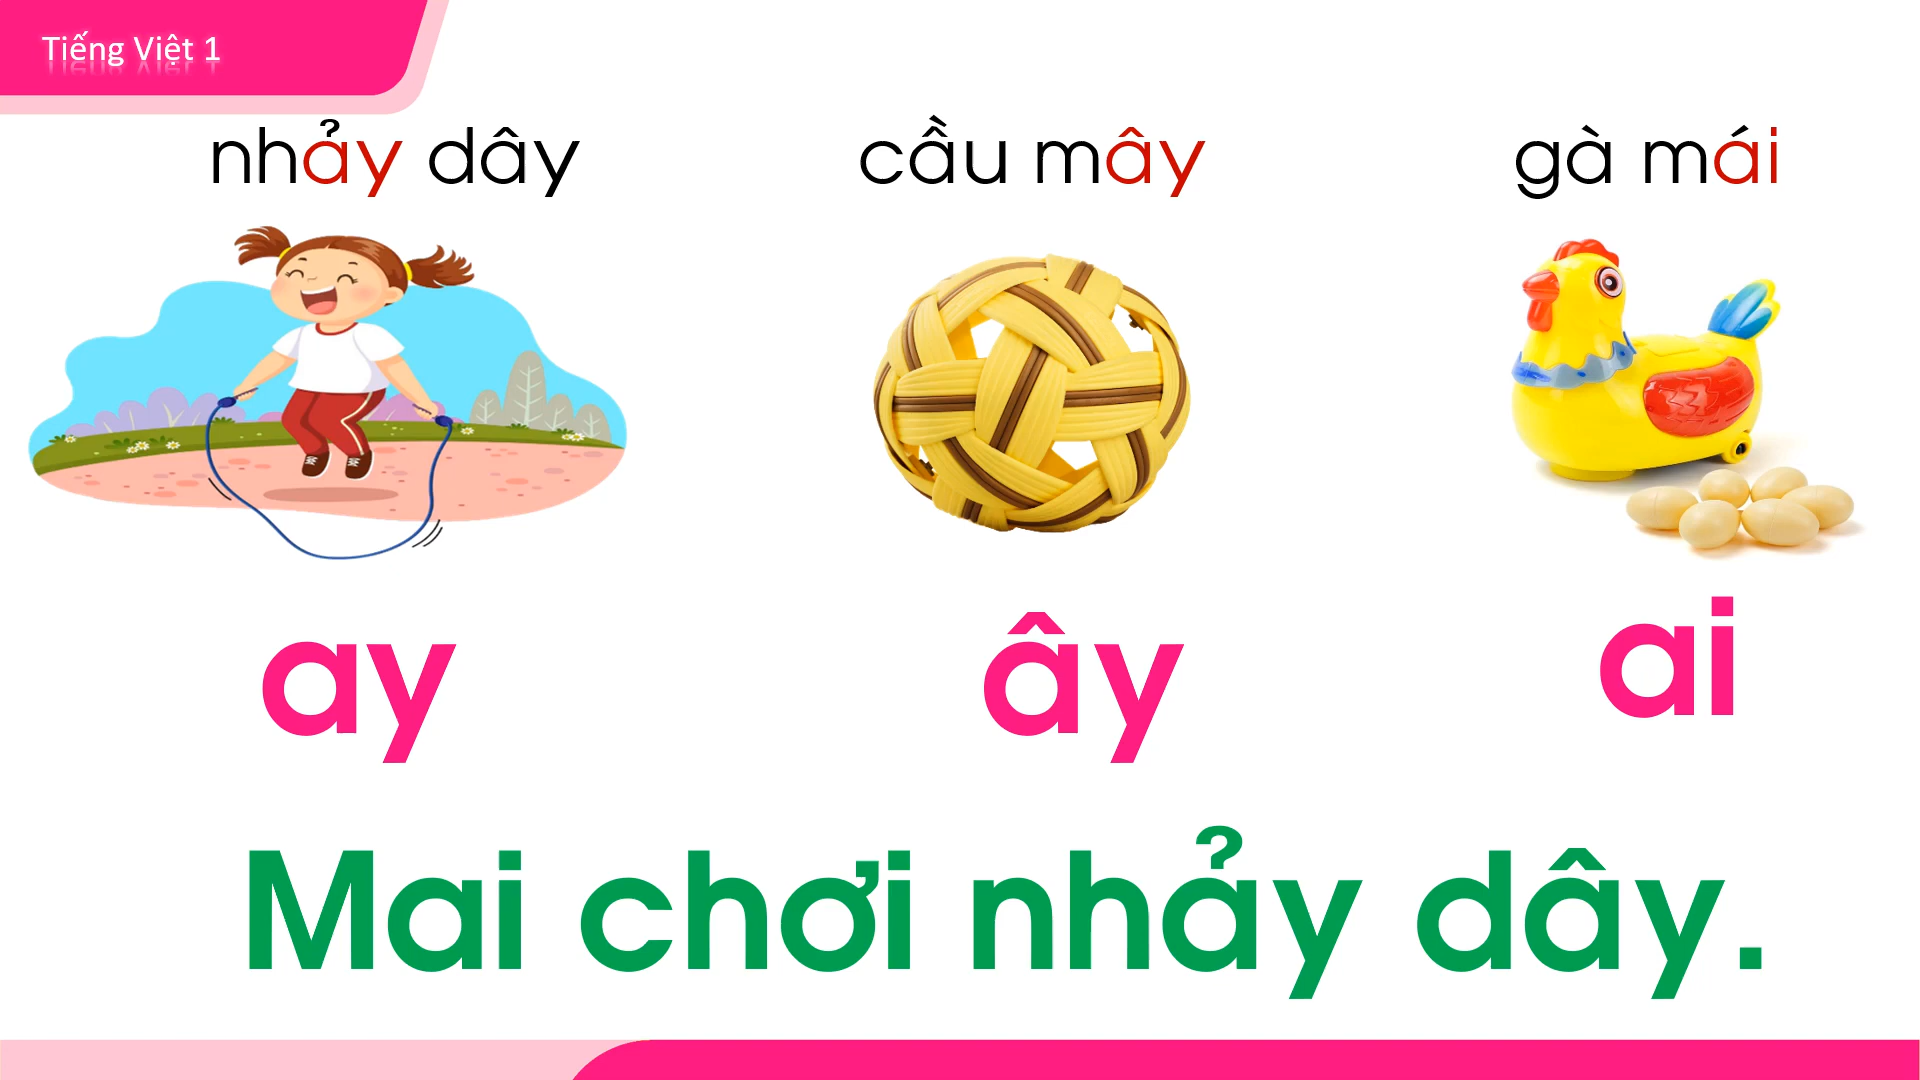 Tiếng Việt 1
nhảy dây
cầu mây
gà mái
ay
ây
ai
Mai chơi nhảy dây.